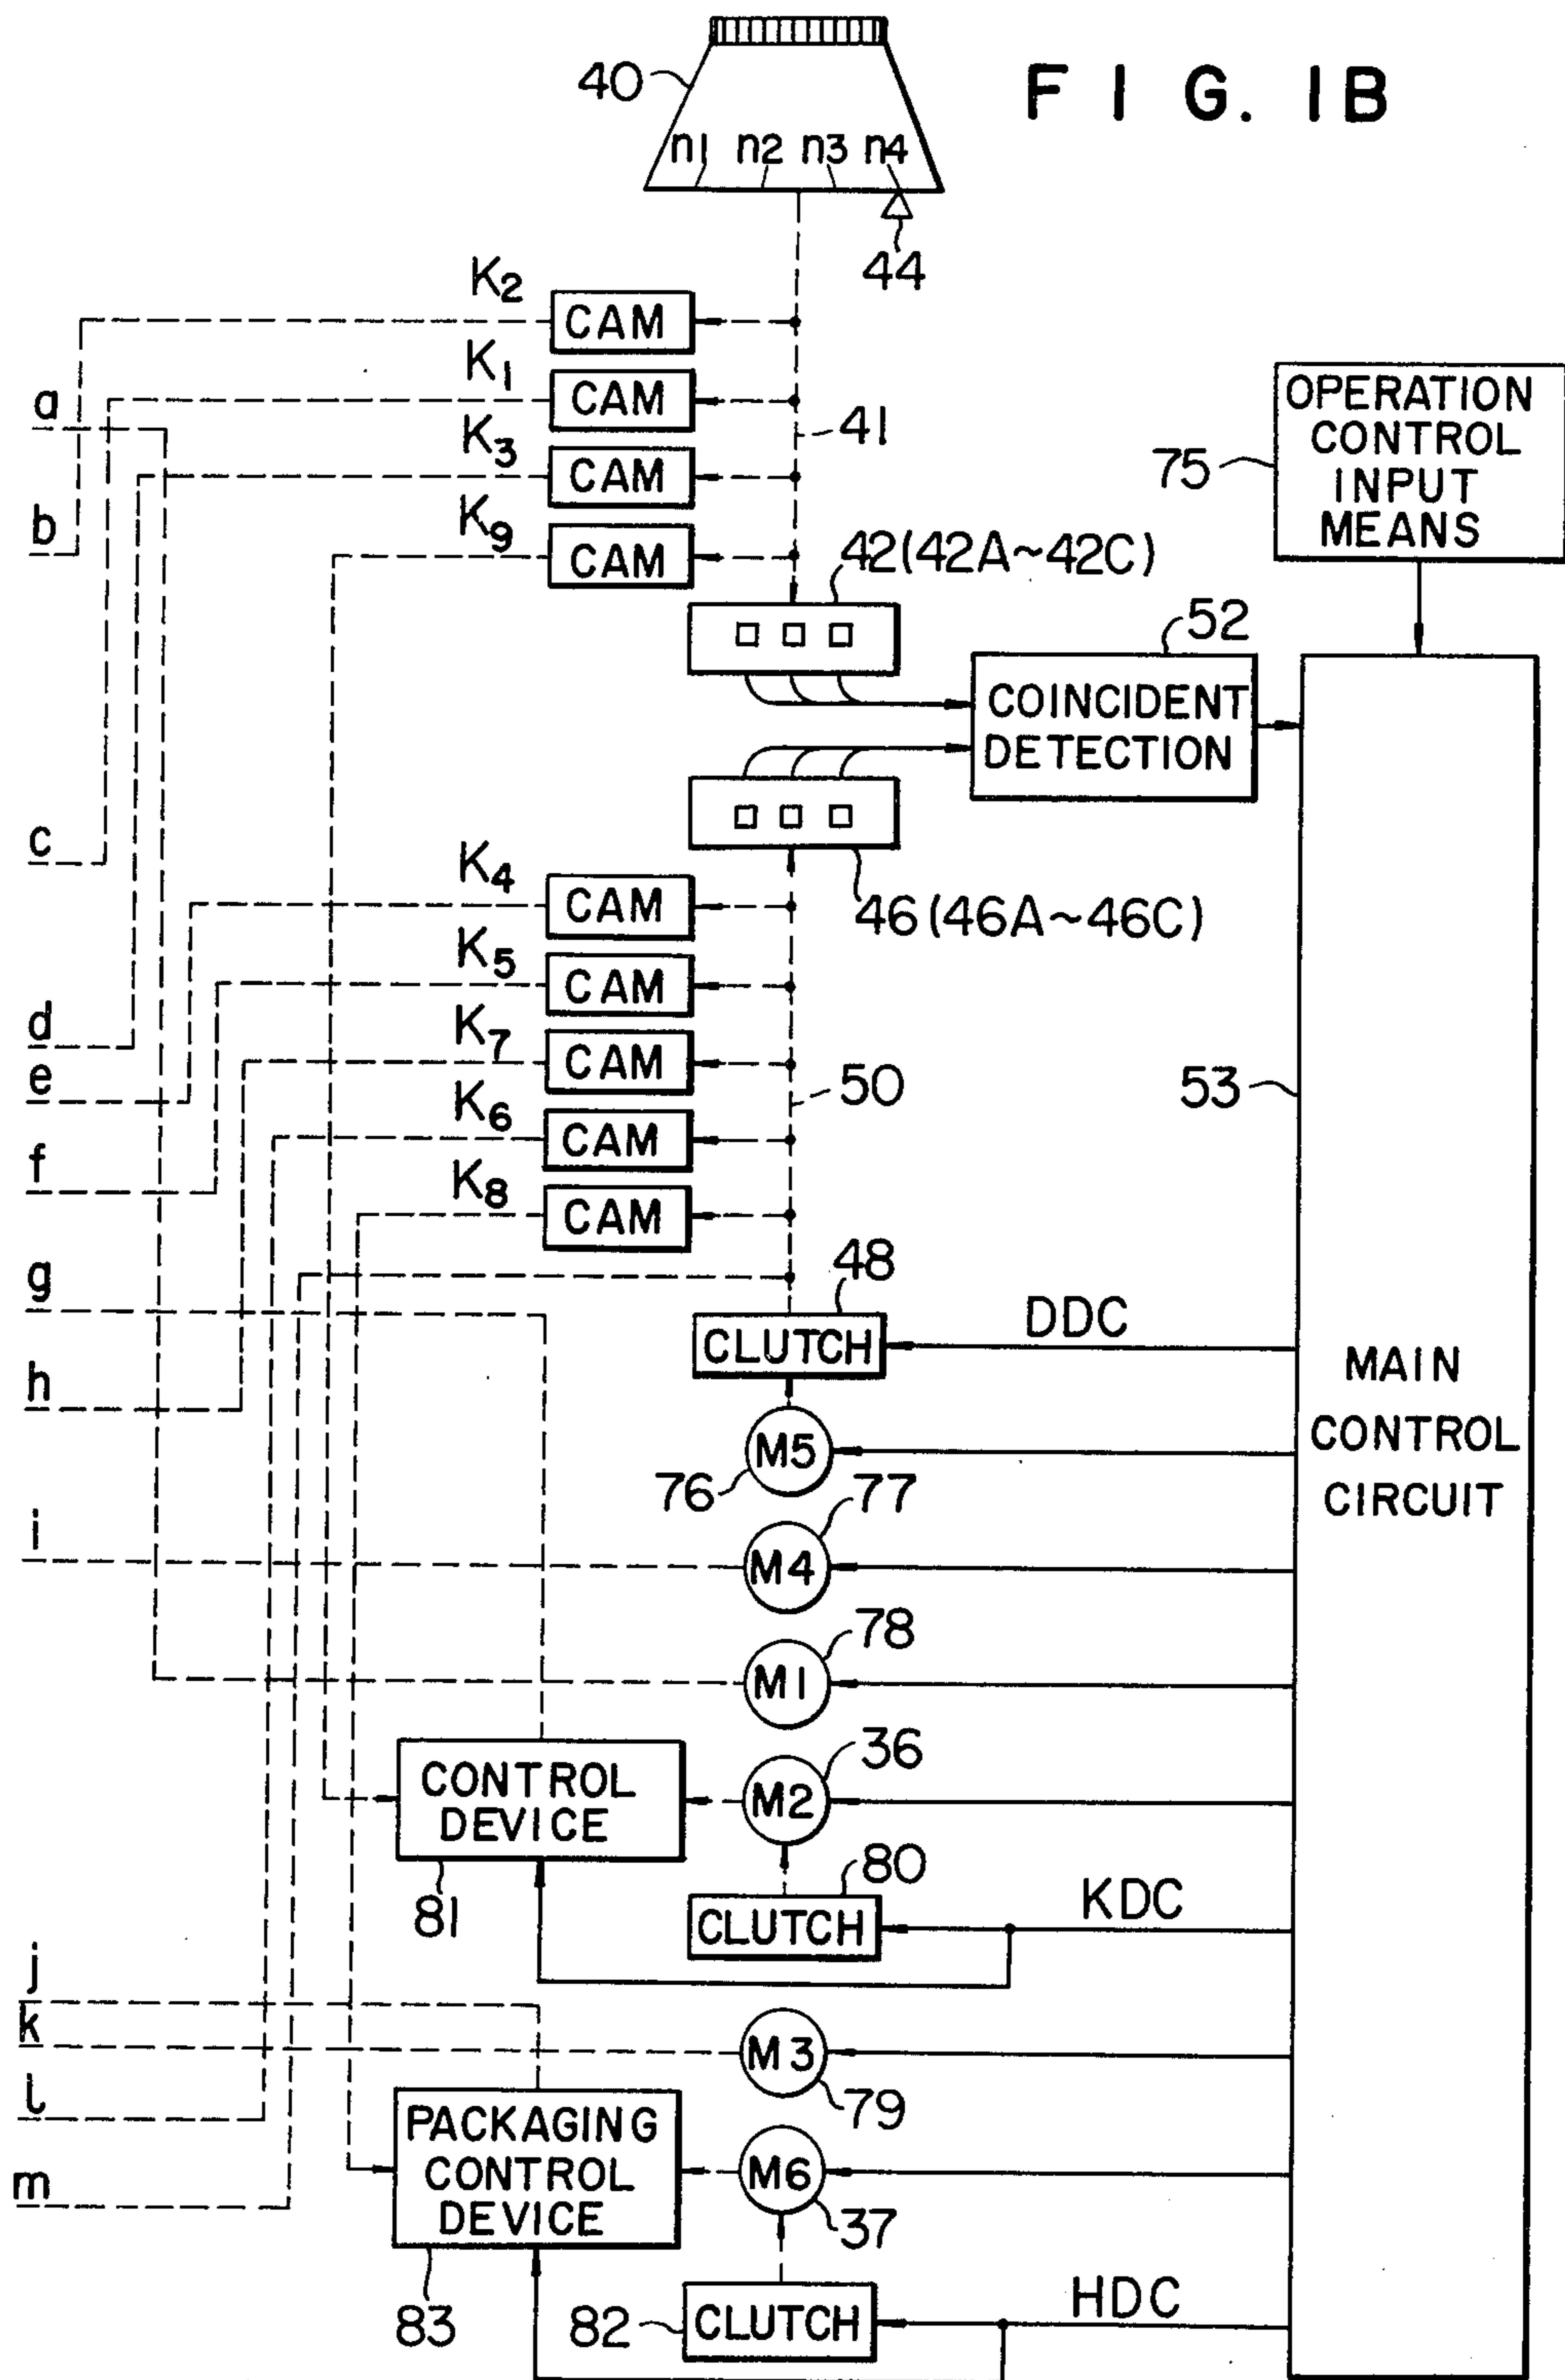 FIG. 1B
40
n1 n2 n3 n4
44
K2
CAM
K1
CAM
a
41
K3
CAM
b
K9
CAM
OPERATION
CONTROL
INPUT
MEANS
75
42(42A~42C)
52
COINCIDENT
DETECTION
c
K4
CAM
46(46A~46C)
K5
CAM
d
K7
CAM
e
50
53
K6
CAM
f
K8
CAM
g
48
CLUTCH
DDC
MAIN
CONTROL
CIRCUIT
h
M5
76
77
i
M4
78
M1
36
CONTROL
DEVICE
M2
81
80
CLUTCH
KDC
j
k
M3
79
l
PACKAGING
CONTROL
DEVICE
M6
m
37
83
82
CLUTCH
HDC